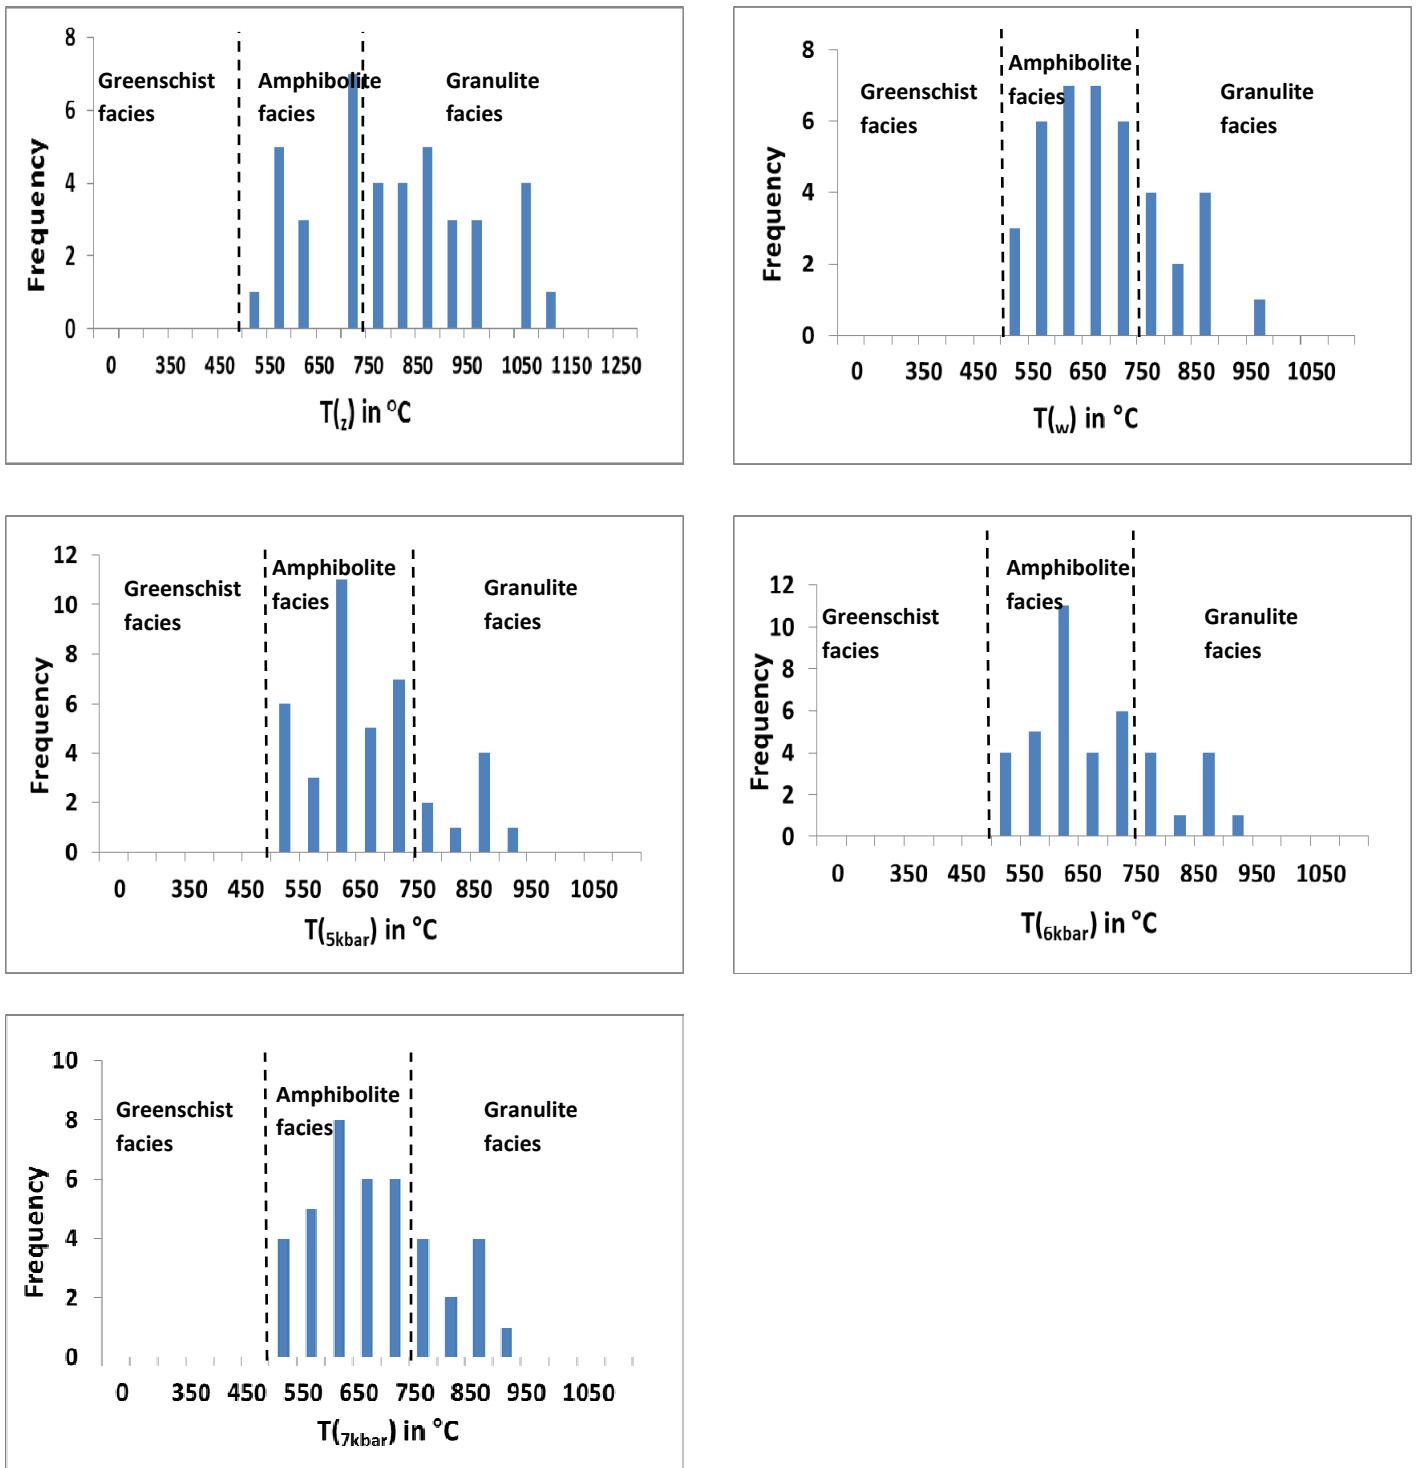 8
6
4
2
0
Frequency
Greenschist
facies
Amphibolite
facies
Granulite
facies
0 350 450 550 650 750 850 950 1050 1150 1250
T(z) in °C
8
6
4
2
0
Frequency
Greenschist
facies
Amphibolite
facies
Granulite
facies
0 350 450 550 650 750 850 950 1050
T(w) in °C
12
10
8
6
4
2
0
Frequency
Greenschist
facies
Amphibolite
facies
Granulite
facies
0 350 450 550 650 750 850 950 1050
T(5kbar) in °C
12
10
8
6
4
2
0
Frequency
Greenschist
facies
Amphibolite
facies
Granulite
facies
0 350 450 550 650 750 850 950 1050
T(6kbar) in °C
10
8
6
4
2
0
Frequency
Greenschist
facies
Amphibolite
facies
Granulite
facies
0 350 450 550 650 750 850 950 1050
T(7kbar) in °C